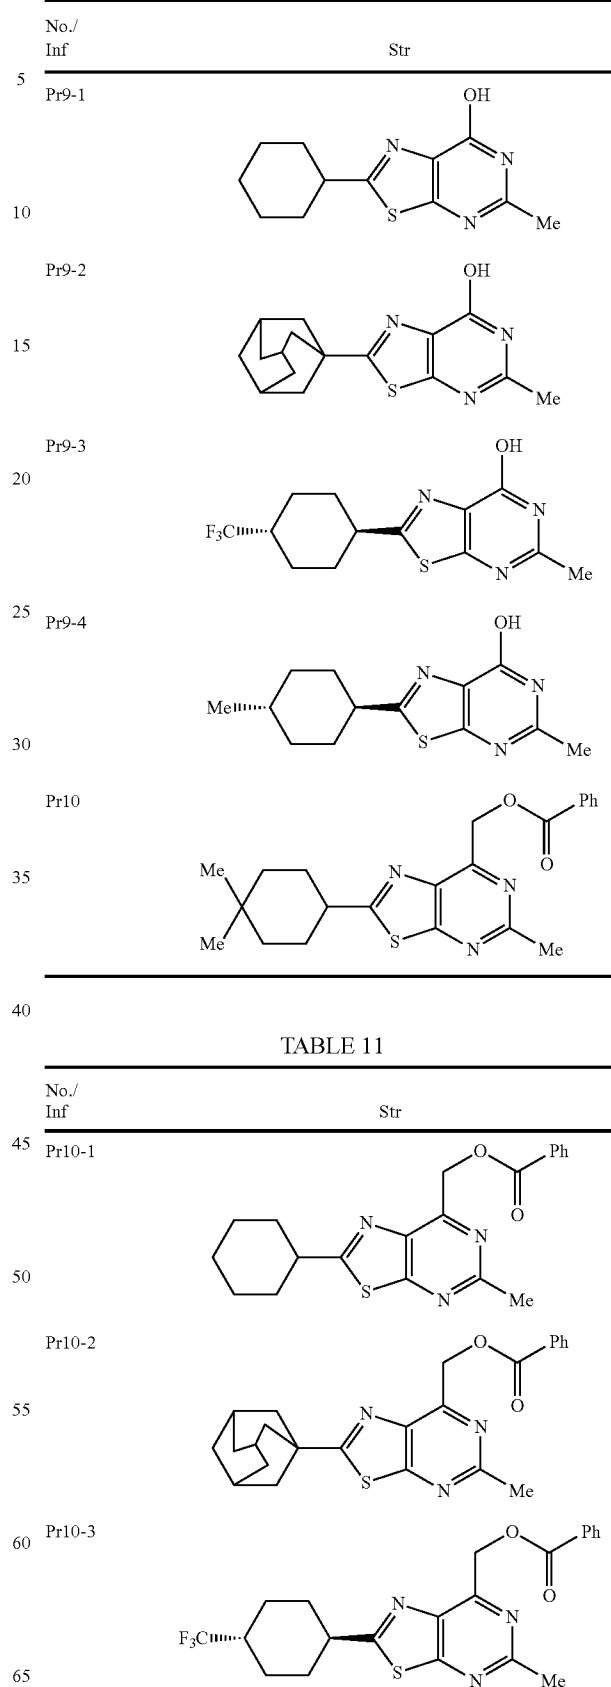 No./
Inf Str
5
Pr9-1
OH
N
N
10
S
N
Me
Pr9-2
OH
N
N
15
S
N
Me
Pr9-3
OH
20
N
N
F₃C
S
N
Me
25
Pr9-4
OH
N
N
Me
S
30
N
Me
Pr10
O
Ph
O
35
Me
N
N
Me
S
N
Me
40
TABLE 11
No./
Inf Str
45
Pr10-1
O
Ph
O
N
N
50
S
N
Me
Pr10-2
O
Ph
55
O
N
N
S
N
Me
60
Pr10-3
O
Ph
O
N
N
F₃C
S
65
N
Me